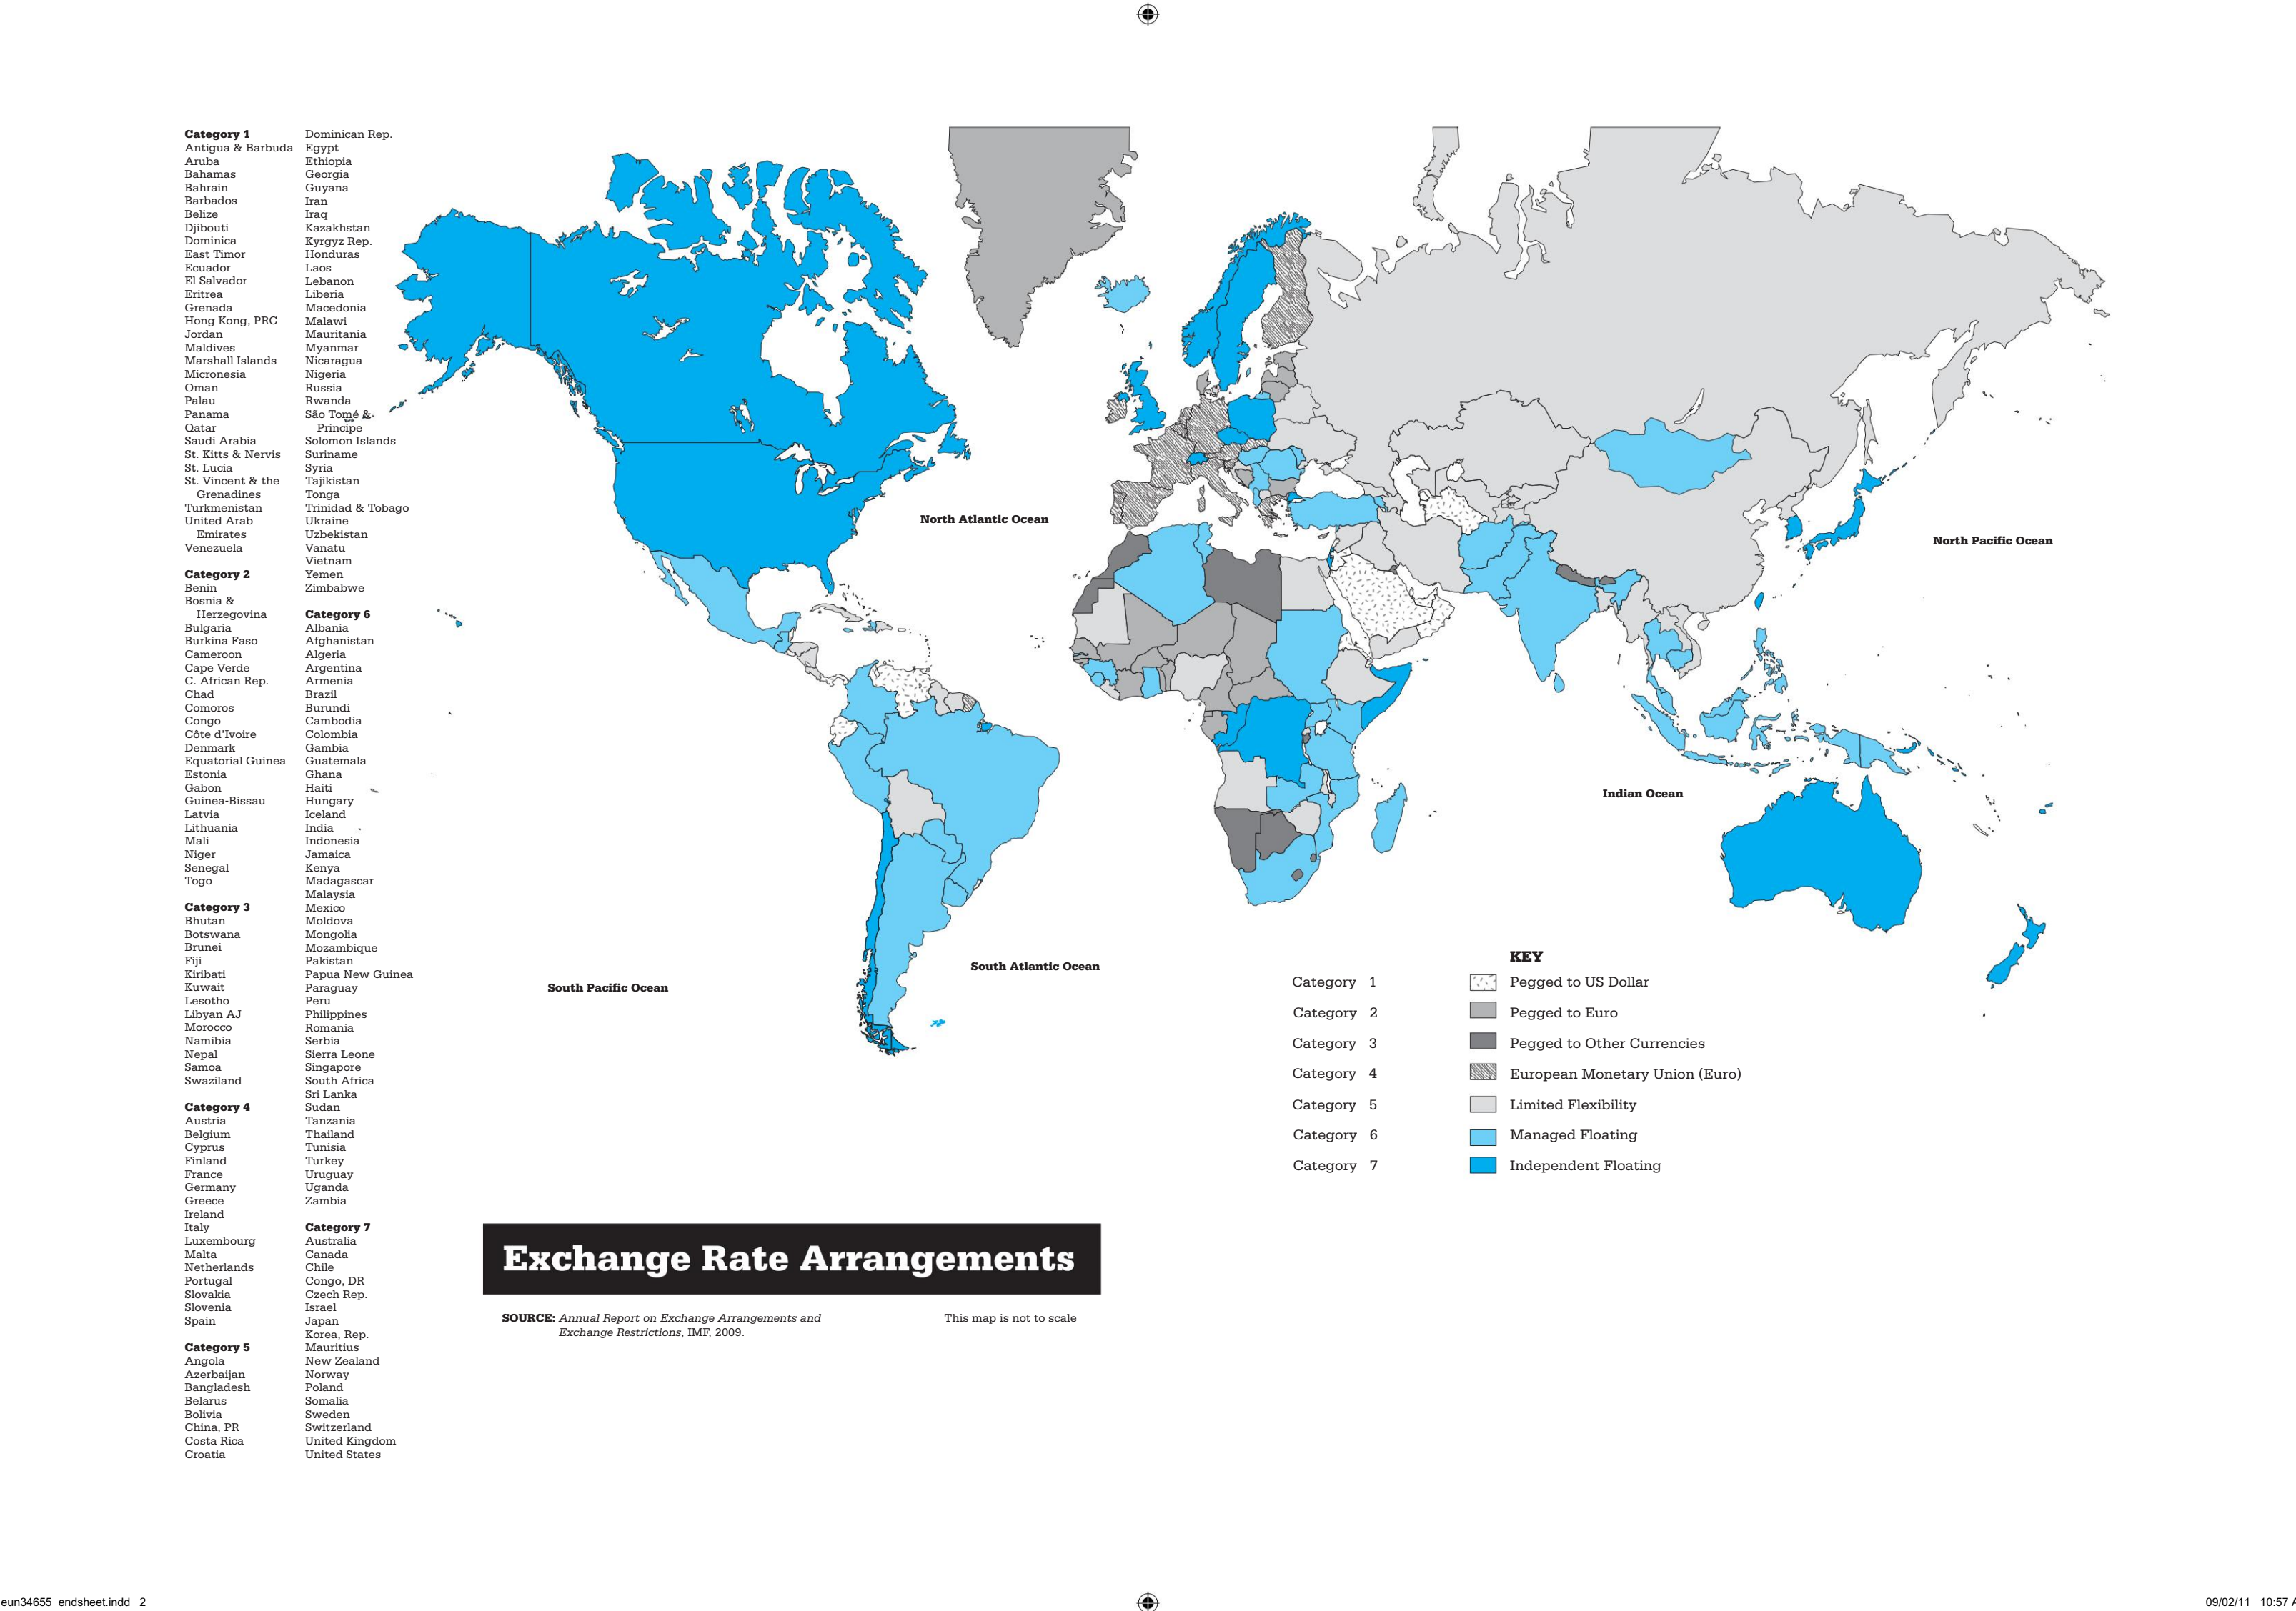 Category 1
Antigua & Barbuda
Aruba
Bahamas
Bahrain
Barbados
Belize
Djibouti
Dominica
East Timor
Ecuador
El Salvador
Eritrea
Grenada
Hong Kong, PRC
Jordan
Maldives
Marshall Islands
Micronesia
Oman
Palau
Panama
Qatar
Saudi Arabia
St. Kitts & Nervis
St. Lucia
St. Vincent & the
Grenadines
Turkmenistan
United Arab
Emirates
Venezuela
Category 2
Benin
Bosnia &
Herzegovina
Bulgaria
Burkina Faso
Cameroon
Cape Verde
C. African Rep.
Chad
Comoros
Congo
Côte d'Ivoire
Denmark
Equatorial Guinea
Estonia
Gabon
Guinea-Bissau
Latvia
Lithuania
Mali
Niger
Senegal
Togo
Category 3
Bhutan
Botswana
Brunei
Fiji
Kiribati
Kuwait
Lesotho
Libyan AJ
Morocco
Namibia
Nepal
Samoa
Swaziland
Category 4
Austria
Belgium
Cyprus
Finland
France
Germany
Greece
Ireland
Italy
Luxembourg
Malta
Netherlands
Portugal
Slovakia
Slovenia
Spain
Category 5
Angola
Azerbaijan
Bangladesh
Belarus
Bolivia
China, PR
Costa Rica
Croatia
Dominican Rep.
Egypt
Ethiopia
Georgia
Guyana
Iran
Iraq
Kazakhstan
Kyrgyz Rep.
Honduras
Laos
Lebanon
Liberia
Macedonia
Malawi
Mauritania
Myanmar
Nicaragua
Nigeria
Russia
Rwanda
São Tomé &
Principe
Solomon Islands
Suriname
Syria
Tajikistan
Tonga
Trinidad & Tobago
Ukraine
Uzbekistan
Vanatu
Vietnam
Yemen
Zimbabwe
Category 6
Albania
Afghanistan
Algeria
Argentina
Armenia
Brazil
Burundi
Cambodia
Colombia
Gambia
Guatemala
Ghana
Haiti
Hungary
Iceland
India
Indonesia
Jamaica
Kenya
Madagascar
Malaysia
Mexico
Moldova
Mongolia
Mozambique
Pakistan
Papua New Guinea
Paraguay
Peru
Philippines
Romania
Serbia
Sierra Leone
Singapore
South Africa
Sri Lanka
Sudan
Tanzania
Thailand
Tunisia
Turkey
Uruguay
Uganda
Zambia
Category 7
Australia
Canada
Chile
Congo, DR
Czech Rep.
Israel
Japan
Korea, Rep.
Mauritius
New Zealand
Norway
Poland
Somalia
Sweden
Switzerland
United Kingdom
United States
North Atlantic Ocean
North Pacific Ocean
Indian Ocean
South Atlantic Ocean
South Pacific Ocean
KEY
Category 1 Pegged to US Dollar
Category 2 Pegged to Euro
Category 3 Pegged to Other Currencies
Category 4 European Monetary Union (Euro)
Category 5 Limited Flexibility
Category 6 Managed Floating
Category 7 Independent Floating
Exchange Rate Arrangements
SOURCE: Annual Report on Exchange Arrangements and
Exchange Restrictions, IMF, 2009.
This map is not to scale
eun34655_endsheet.indd 2
09/02/11 10:57